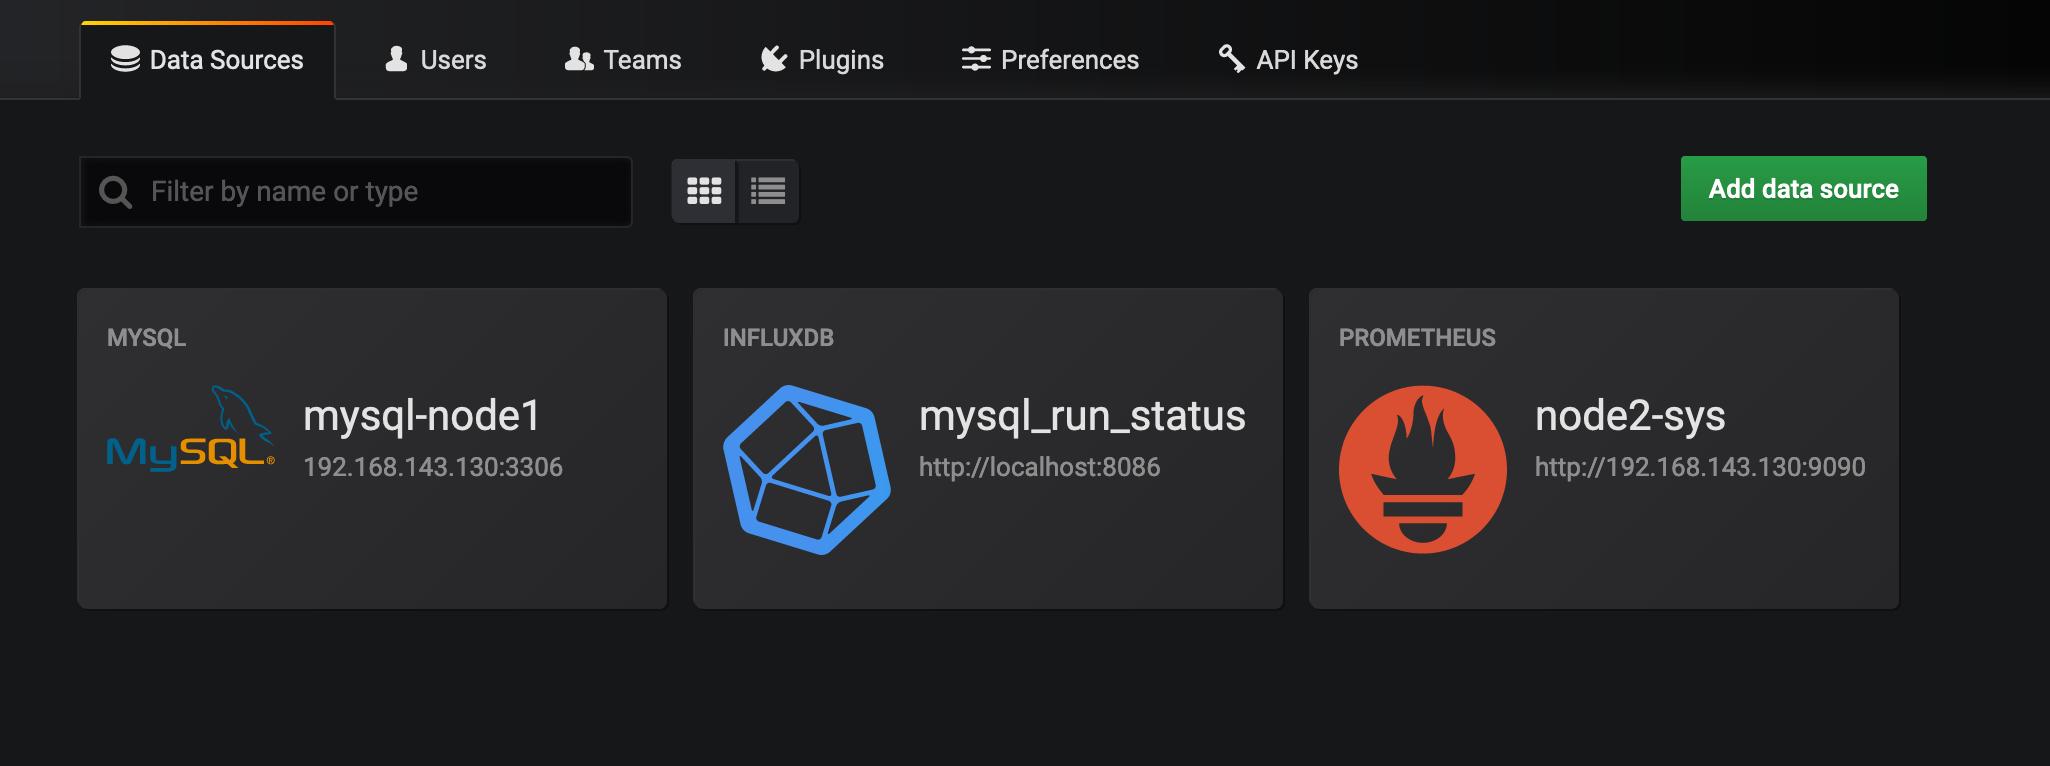 Data Sources Users Teams Plugins Preferences API Keys
Filter by name or type Add data source
MYSQL
MySQL®
mysql-node1
192.168.143.130:3306
INFLUXDB
mysql_run_status
http://localhost:8086
PROMETHEUS
node2-sys
http://192.168.143.130:9090